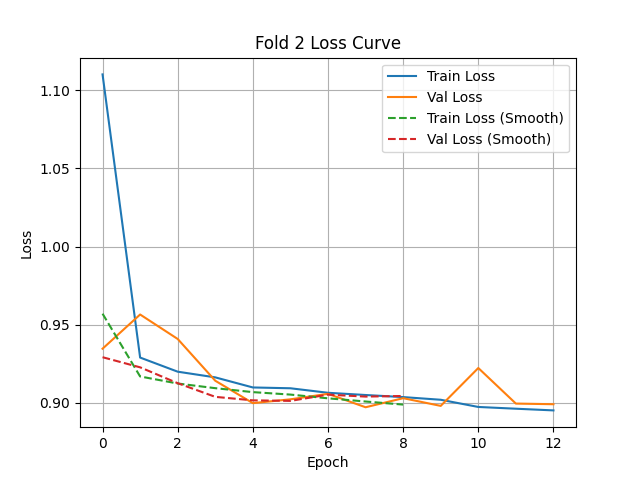 Fold 2 Loss Curve
Train Loss
Val Loss
Train Loss (Smooth)
Val Loss (Smooth)
Loss
1.10
1.05
1.00
0.95
0.90
0 2 4 6 8 10 12
Epoch